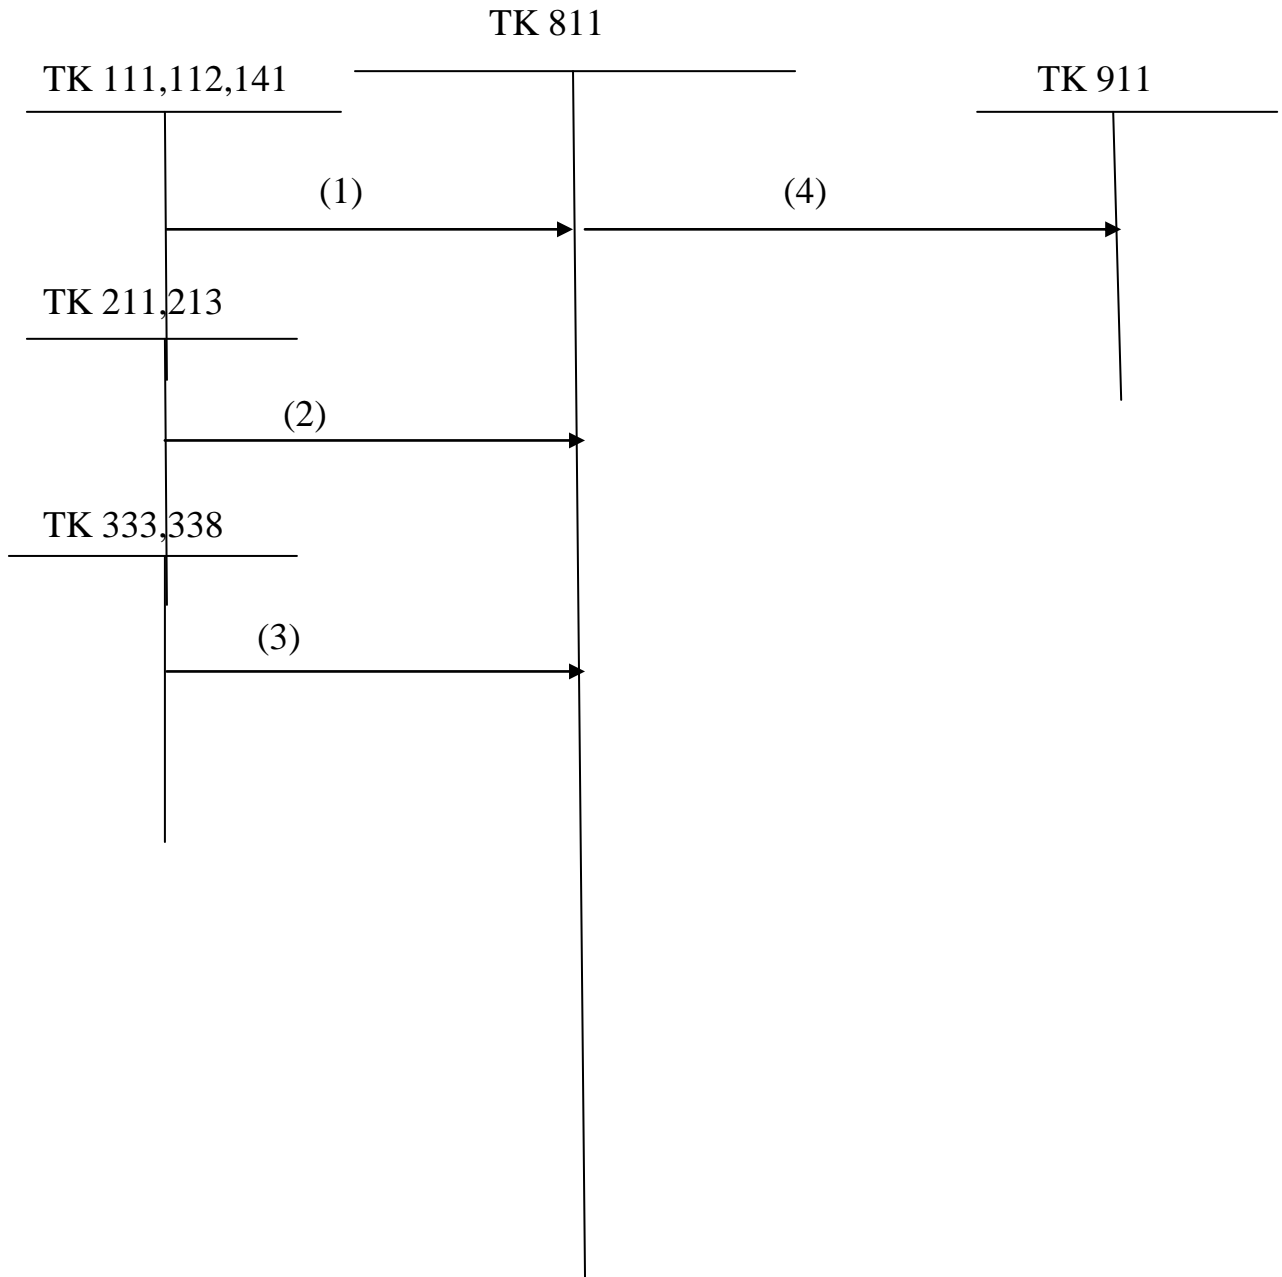 TK 811
TK 111,112,141
TK 911
(1)
(4)
TK 211,213
(2)
TK 333,338
(3)